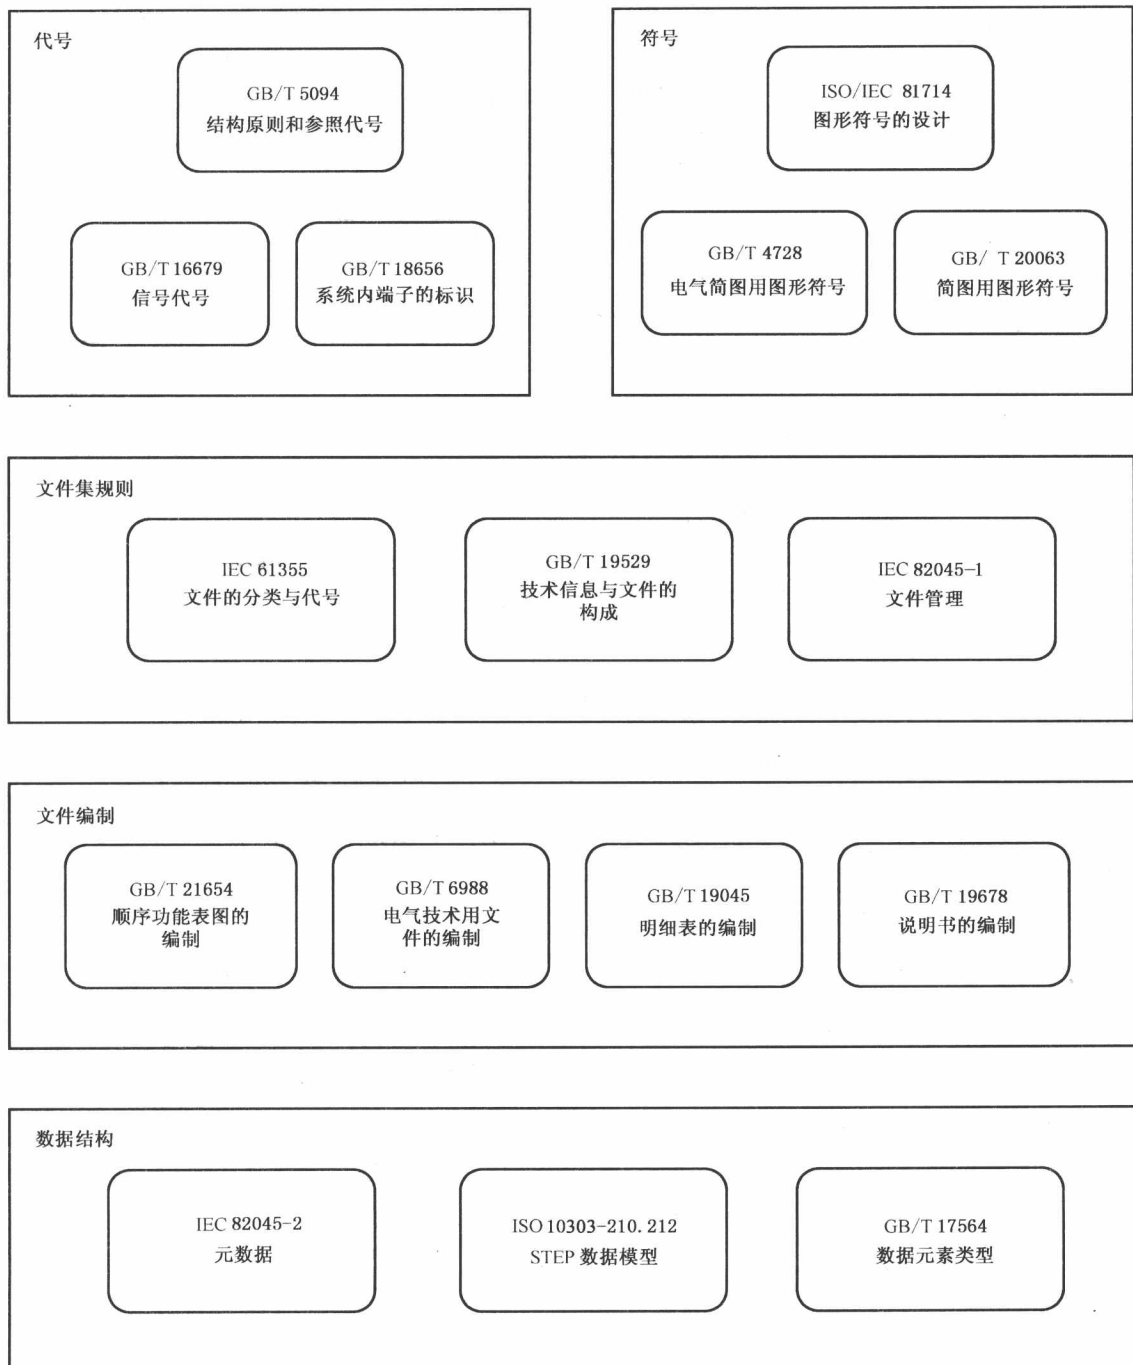 代号
GB/T 5094
结构原则和参照代号
GB/T 16679
信号代号
GB/T 18656
系统内端子的标识
符号
ISO/IEC 81714
图形符号的设计
GB/T 4728
电气简图用图形符号
GB/ T 20063
简图用图形符号
文件集规则
IEC 61355
文件的分类与代号
GB/T 19529
技术信息与文件的
构成
IEC 82045-1
文件管理
文件编制
GB/T 21654
顺序功能表图的
编制
GB/T 6988
电气技术用文
件的编制
GB/T 19045
明细表的编制
GB/T 19678
说明书的编制
数据结构
IEC 82045-2
元数据
ISO 10303-210. 212
STEP 数据模型
GB/T 17564
数据元素类型